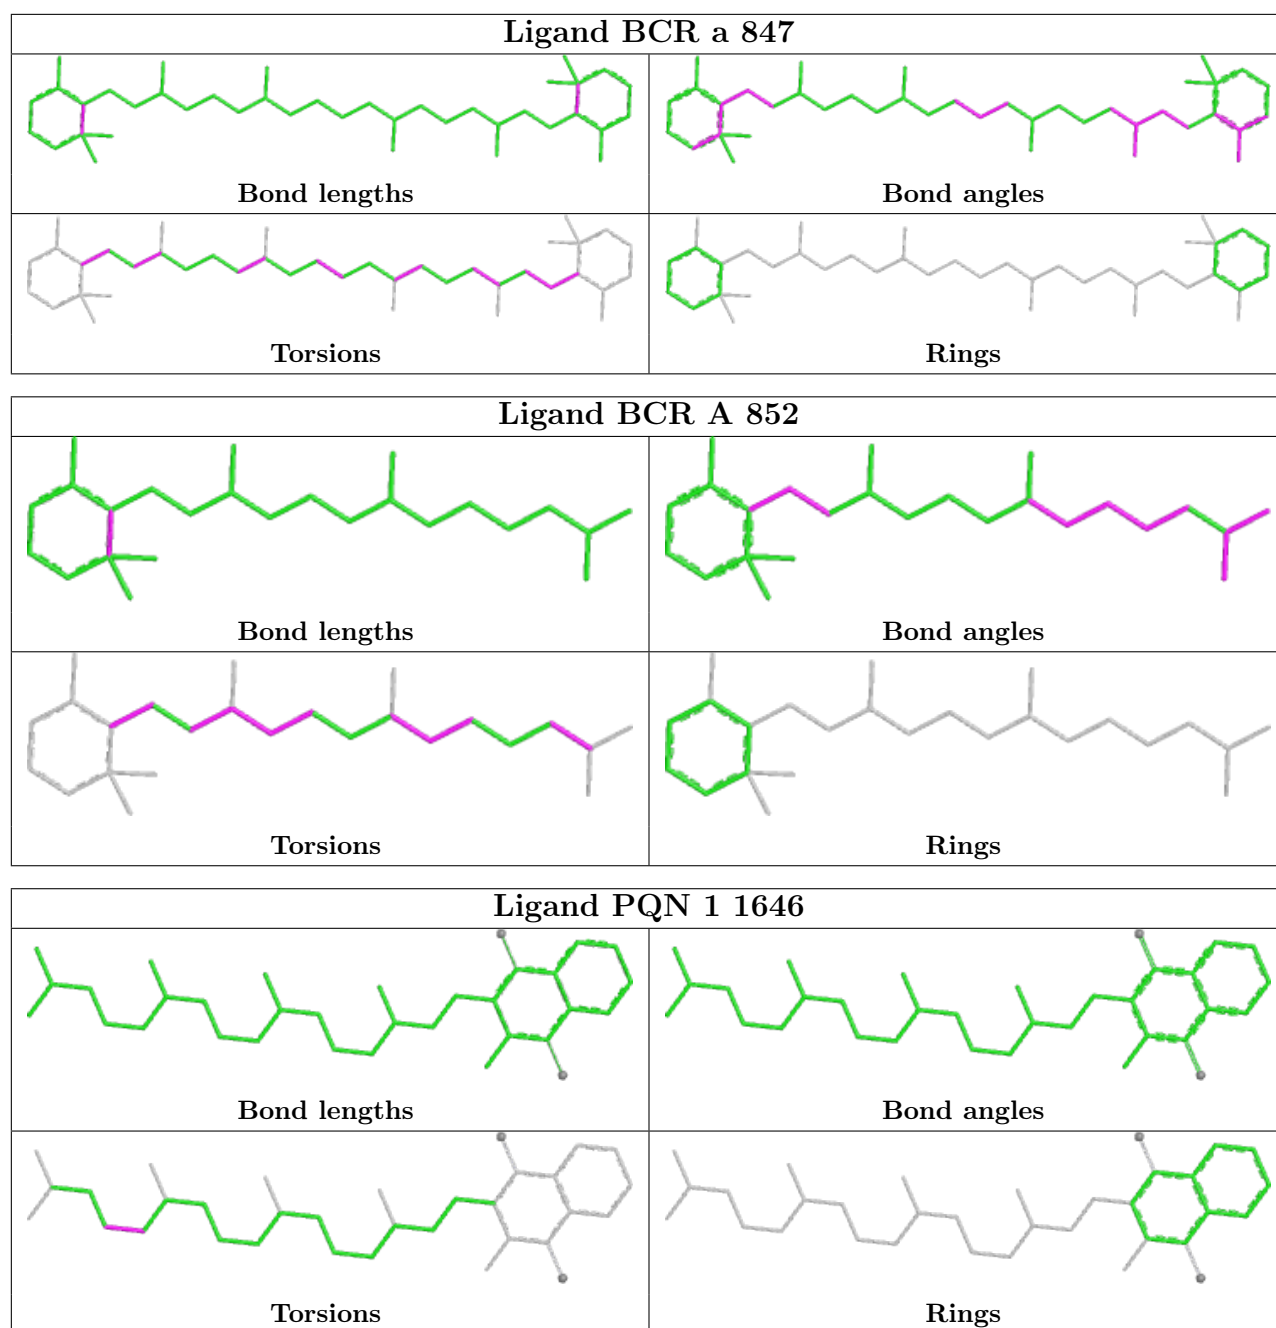 Ligand BCR a 847
Bond lengths
Bond angles
Torsions
Rings
Ligand BCR A 852
Bond lengths
Bond angles
Torsions
Rings
Ligand PQN 1 1646
Bond lengths
Bond angles
Torsions
Rings